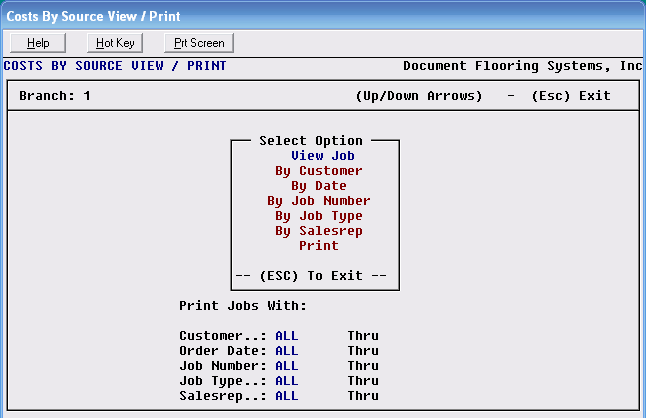 Costs By Source View / Print
Help Hot Key Prt Screen
COSTS BY SOURCE VIEW / PRINT Document Flooring Systems, Inc
Branch: 1 (Up/Down Arrows) - (Esc) Exit
Select Option
View Job
By Customer
By Date
By Job Number
By Job Type
By Salesrep
Print
-- (ESC) To Exit --
Print Jobs With:
Customer..: ALL Thru
Order Date: ALL Thru
Job Number: ALL Thru
Job Type..: ALL Thru
Salesrep..: ALL Thru